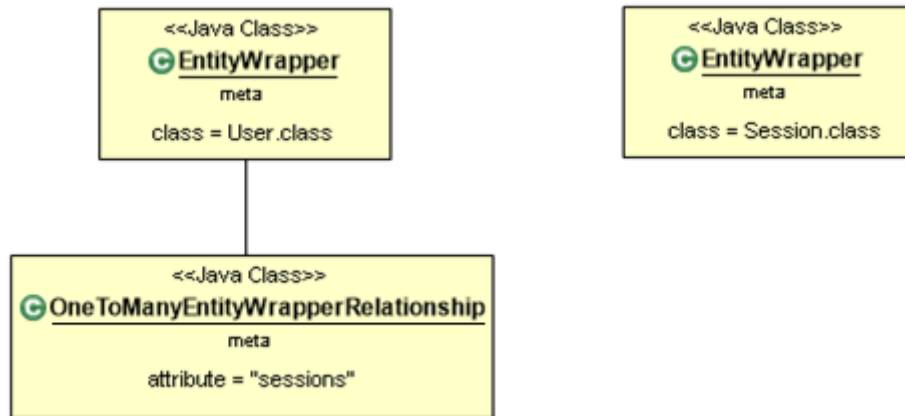 <<Java Class>>
EntityWrapper
meta
class = User.class
<<Java Class>>
EntityWrapper
meta
class = Session.class
<<Java Class>>
OneToManyEntityWrapperRelationship
meta
attribute = "sessions"